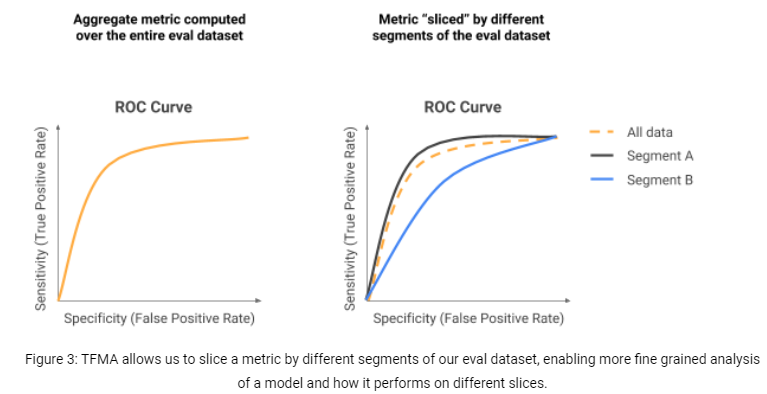 Aggregate metric computed
over the entire eval dataset
Metric “sliced” by different
segments of the eval dataset
ROC Curve
Sensitivity (True Positive Rate)
Specificity (False Positive Rate)
ROC Curve
Sensitivity (True Positive Rate)
Specificity (False Positive Rate)
All data
Segment A
Segment B
Figure 3: TFMA allows us to slice a metric by different segments of our eval dataset, enabling more fine grained analysis
of a model and how it performs on different slices.